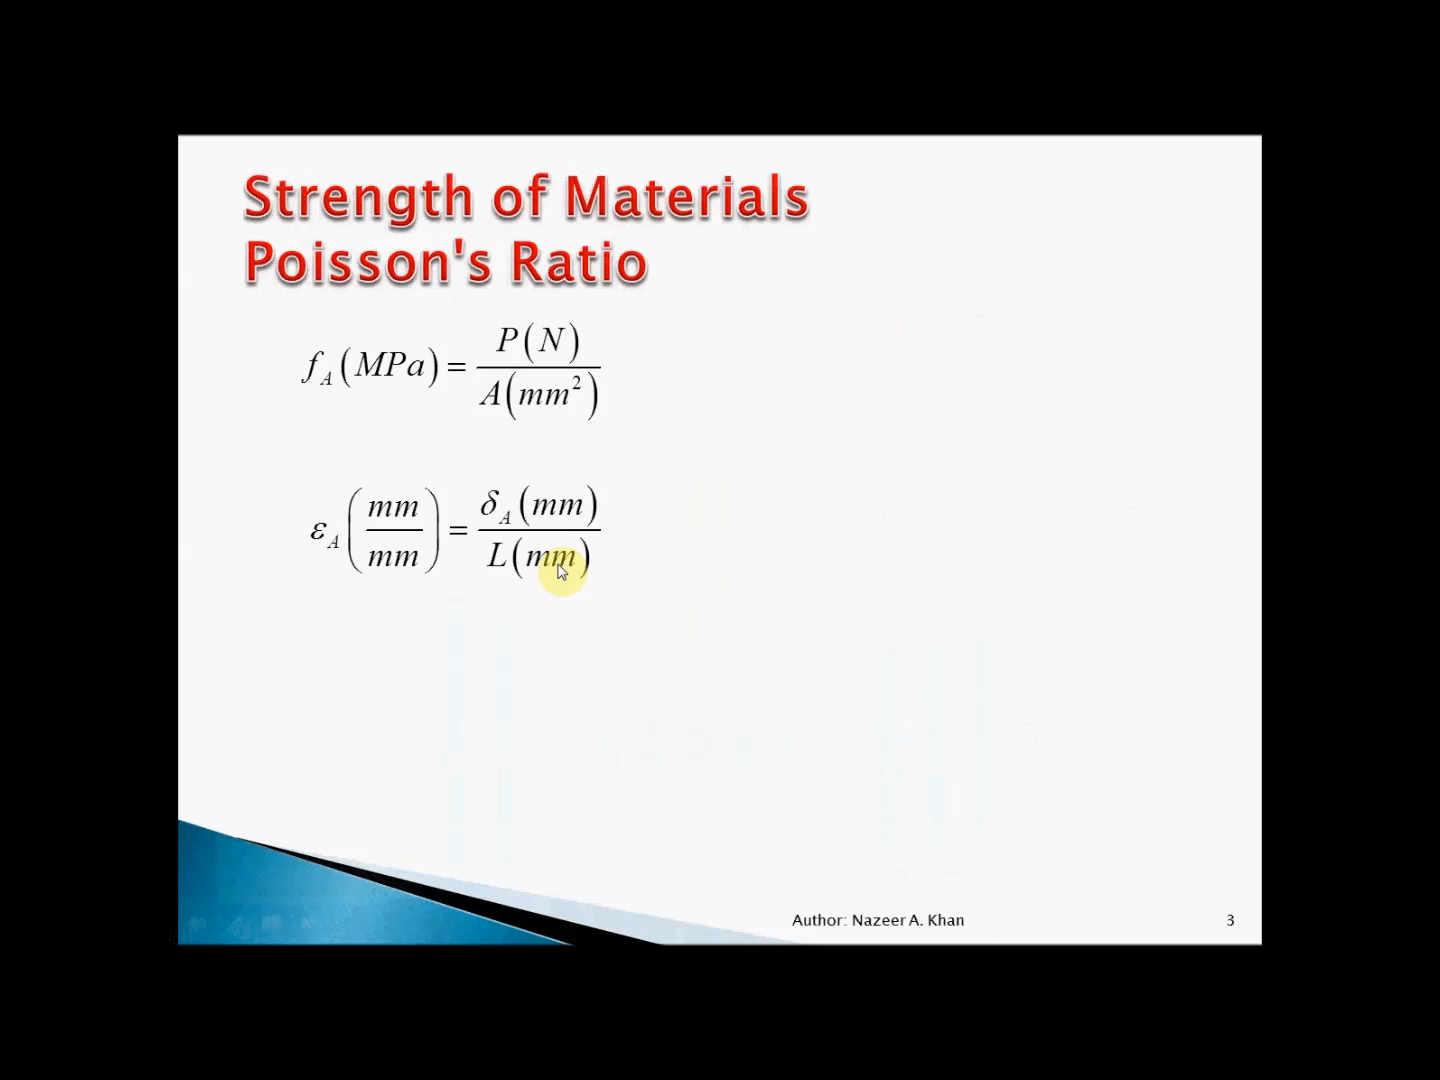 Strength of Materials
Poisson's Ratio
f_A (MPa) = P(N) / A(mm²)
ε_A (mm/mm) = δ_A (mm) / L(mm)
Author: Nazeer A. Khan 3